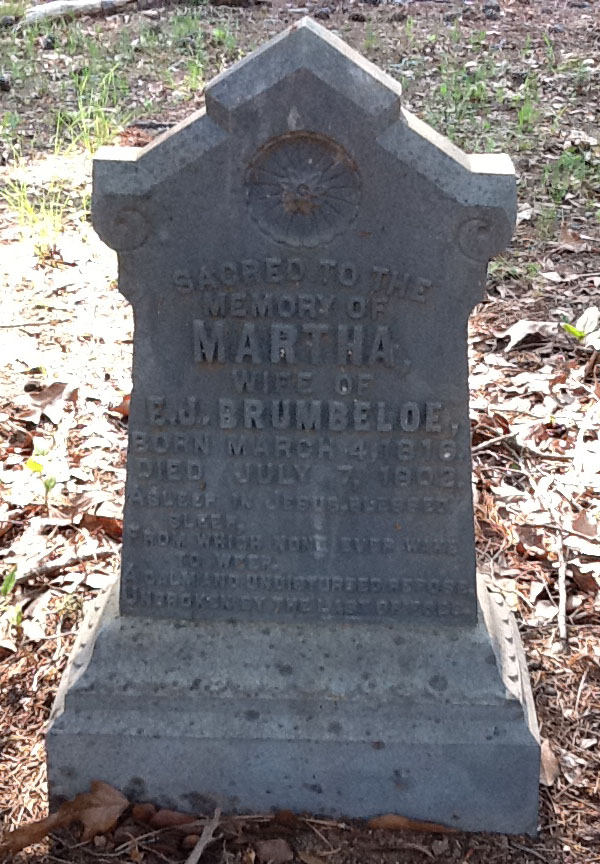 SACRED TO THE
MEMORY OF
MARTHA,
WIFE OF
E.J. BRUMBELOE.
BORN MARCH 4, 1816.
DIED JULY 7, 1902.
ASLEEP IN JESUS, BLESSED
SLEEP,
FROM WHICH NONE EVER WAKE
TO WEEP.
A CALM AND UNDISTURBED REPOSE,
UNBROKEN BY THE LAST OF FOES.